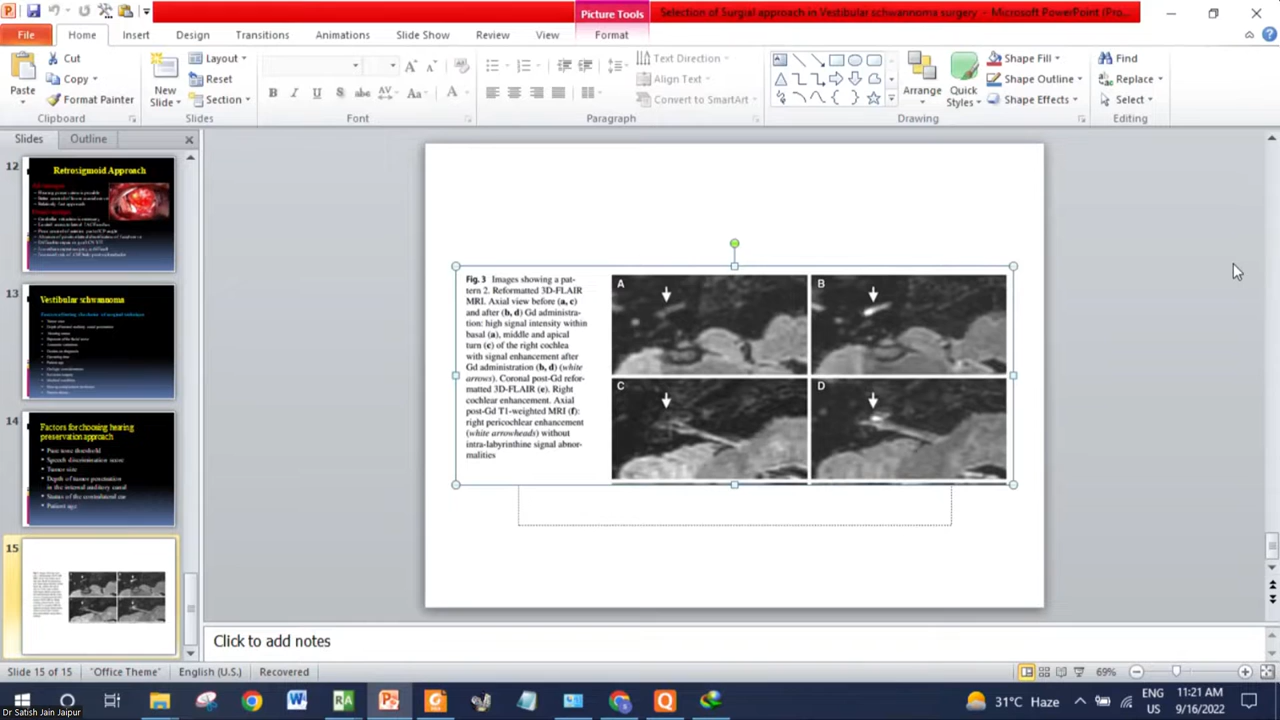 Picture Tools
Selection of Surgial approach in Vestibular schwannoma surgery - Microsoft PowerPoint (Pro...
File Home Insert Design Transitions Animations Slide Show Review View Format
Cut
Copy
Format Painter
Paste
Clipboard
New
Slide
Layout
Reset
Section
Slides
Font
Text Direction
Align Text
Convert to SmartArt
Paragraph
Arrange
Quick
Styles
Shape Fill
Shape Outline
Shape Effects
Drawing
Find
Replace
Select
Editing
Slides Outline
12
Retrosigmoid Approach
13
Vestibular schwannoma
14
Factors for choosing hearing
preservation approach
• Pure tone threshold
• Speech discrimination score
• Tumor size
• Depth of tumor penetration
in the internal auditory canal
• Status of the contralateral ear
• Patient age
15
Fig. 3 Images showing a pat-
tern 2. Reformatted 3D-FLAIR
MRI. Axial view before (a, c)
and after (b, d) Gd administra-
tion: high signal intensity within
basal (a), middle and apical
turn (c) of the right cochlea
with signal enhancement after
Gd administration (b, d) (white
arrows). Coronal post-Gd refor-
matted 3D-FLAIR (e). Right
cochlear enhancement. Axial
post-Gd T1-weighted MRI (f):
right pericochlear enhancement
(white arrowheads) without
intra-labyrinthine signal abnor-
malities
A
B
C
D
Click to add notes
Slide 15 of 15 "Office Theme" English (U.S.) Recovered 69%
31°C Haze
ENG
US
11:21 AM
9/16/2022
Dr Satish Jain Jaipur